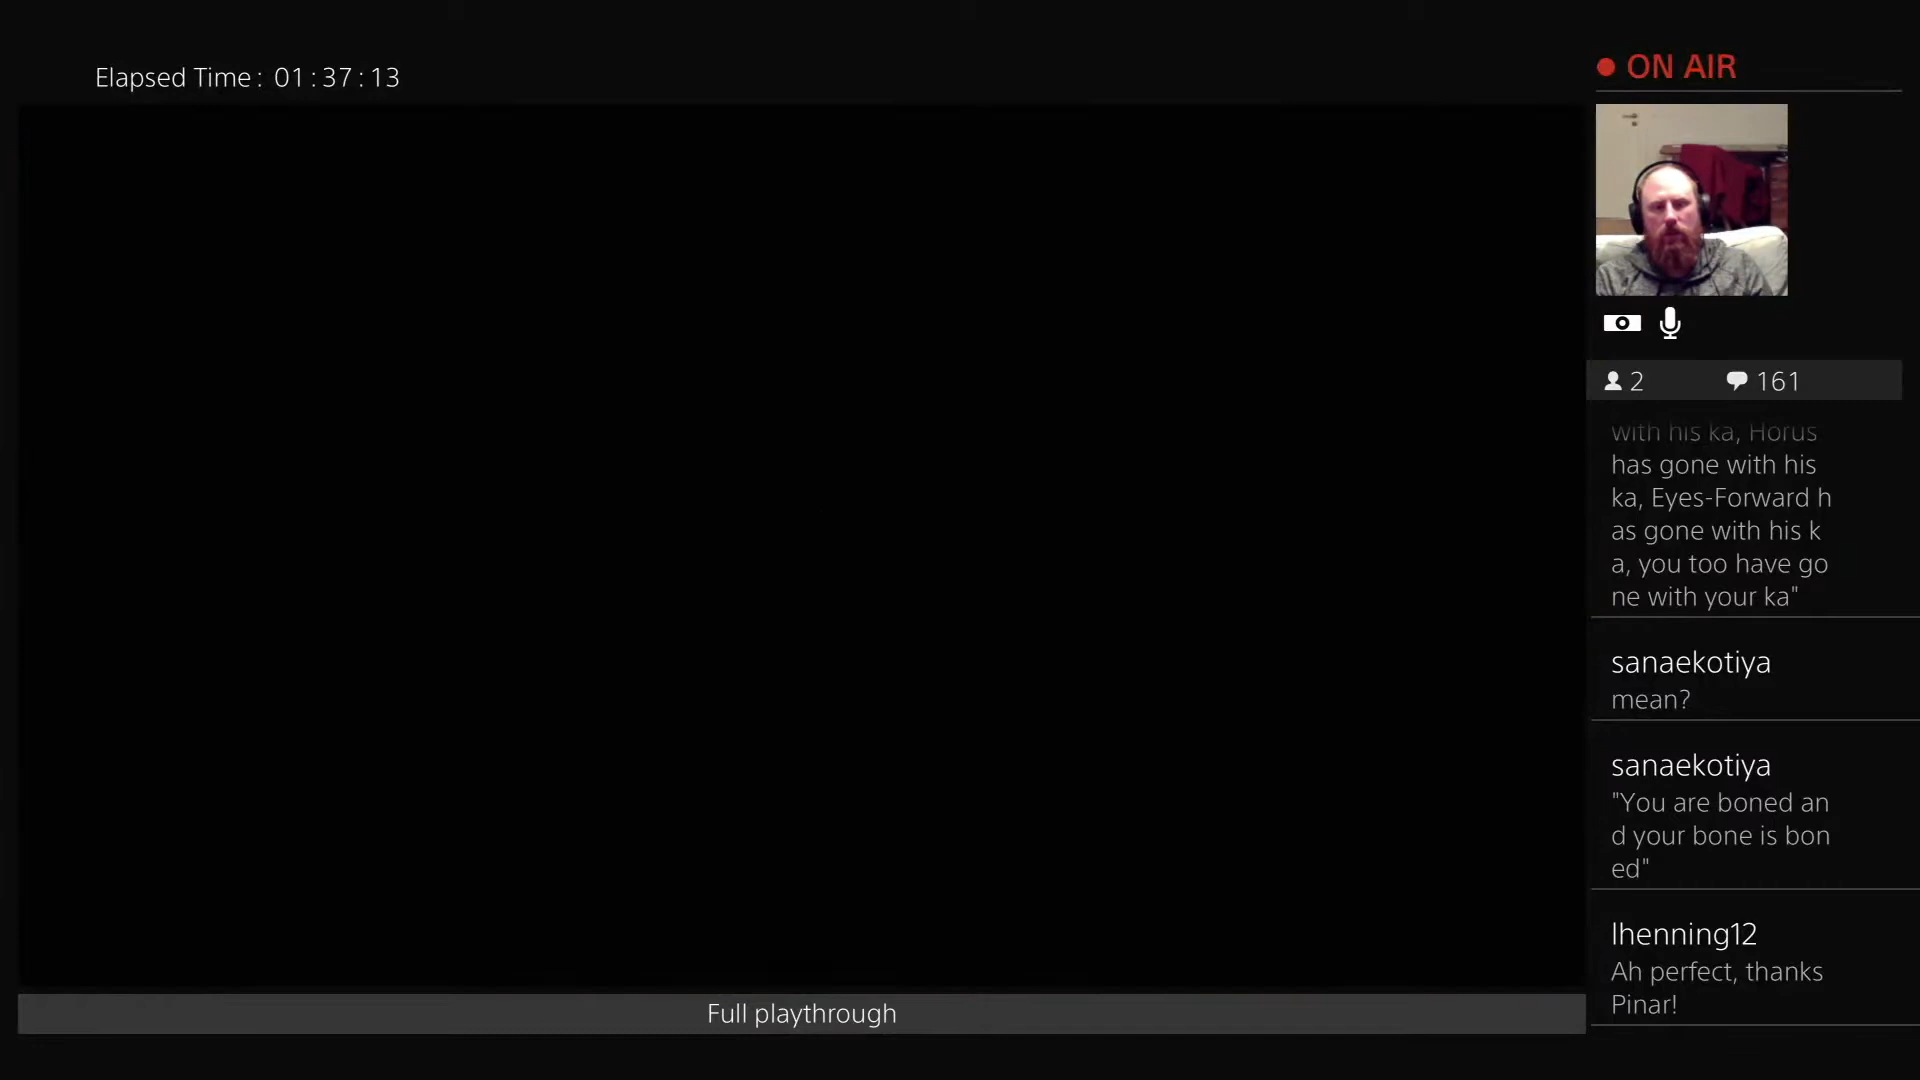 Elapsed Time: 01:37:13
ON AIR
2 161
with his ka, Horus
has gone with his
ka, Eyes-Forward h
as gone with his k
a, you too have go
ne with your ka"
sanaekotiya
mean?
sanaekotiya
"You are boned an
d your bone is bon
ed"
lhenning12
Ah perfect, thanks
Pinar!
Full playthrough